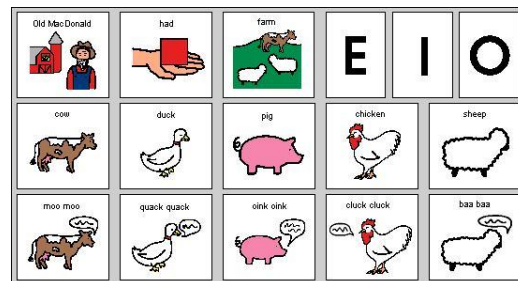 Old MacDonald had farm E I O
cow duck pig chicken sheep
moo moo quack quack oink oink cluck cluck baa baa